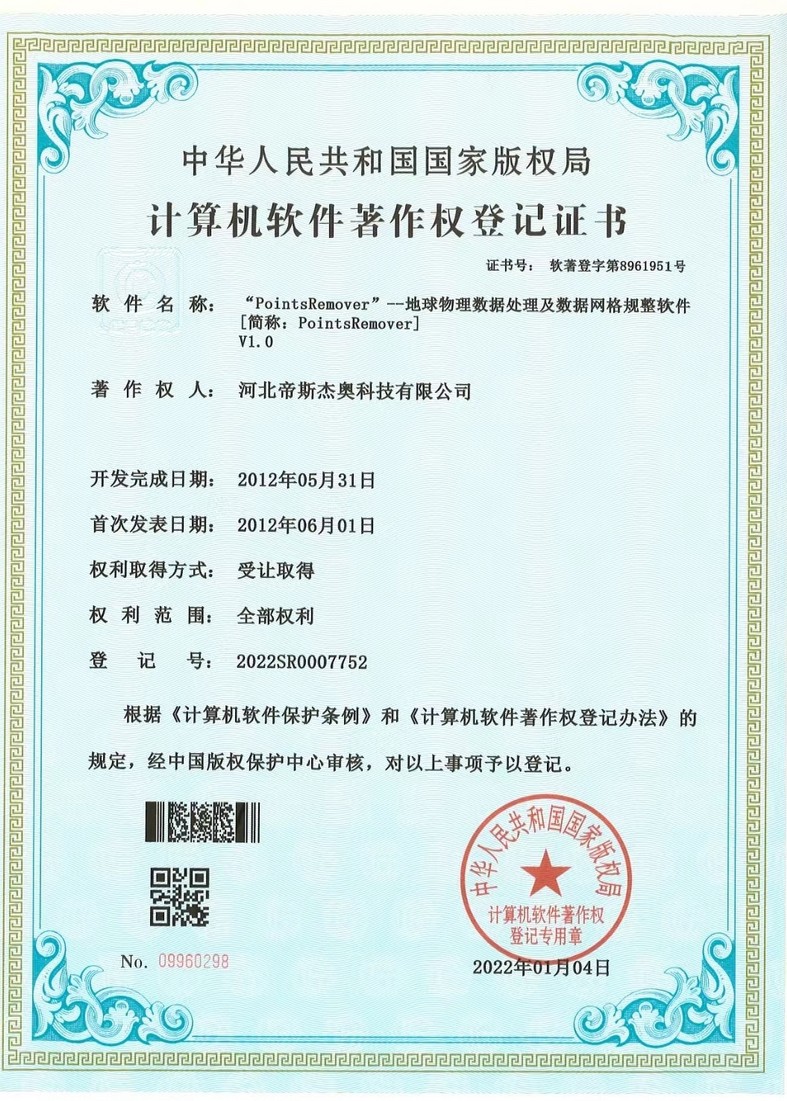 中华人民共和国国家版权局
计算机软件著作权登记证书
证书号： 软著登字第8961951号
软件名称： “PointsRemover”--地球物理数据处理及数据网格规整软件
[简称：PointsRemover]
V1.0
著作权人： 河北帝斯杰奥科技有限公司
开发完成日期： 2012年05月31日
首次发表日期： 2012年06月01日
权利取得方式： 受让取得
权利范围： 全部权利
登记号： 2022SR0007752
根据《计算机软件保护条例》和《计算机软件著作权登记办法》的
规定，经中国版权保护中心审核，对以上事项予以登记。
中华人民共和国国家版权局
计算机软件著作权
登记专用章
No. 09960298
2022年01月04日